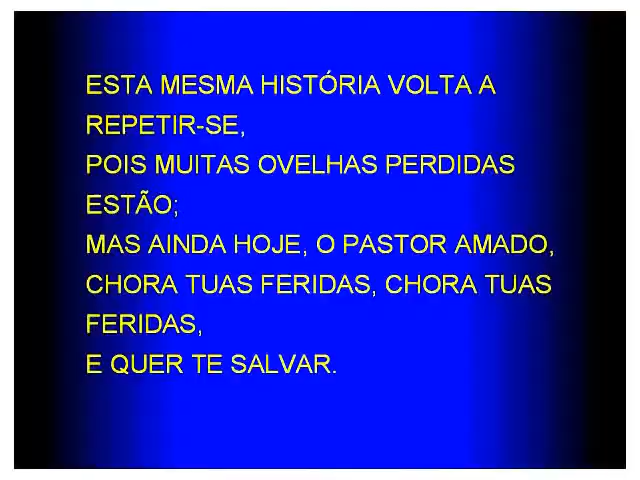 ESTA MESMA HISTÓRIA VOLTA A
REPETIR-SE,
POIS MUITAS OVELHAS PERDIDAS
ESTÃO;
MAS AINDA HOJE, O PASTOR AMADO,
CHORA TUAS FERIDAS, CHORA TUAS
FERIDAS,
E QUER TE SALVAR.